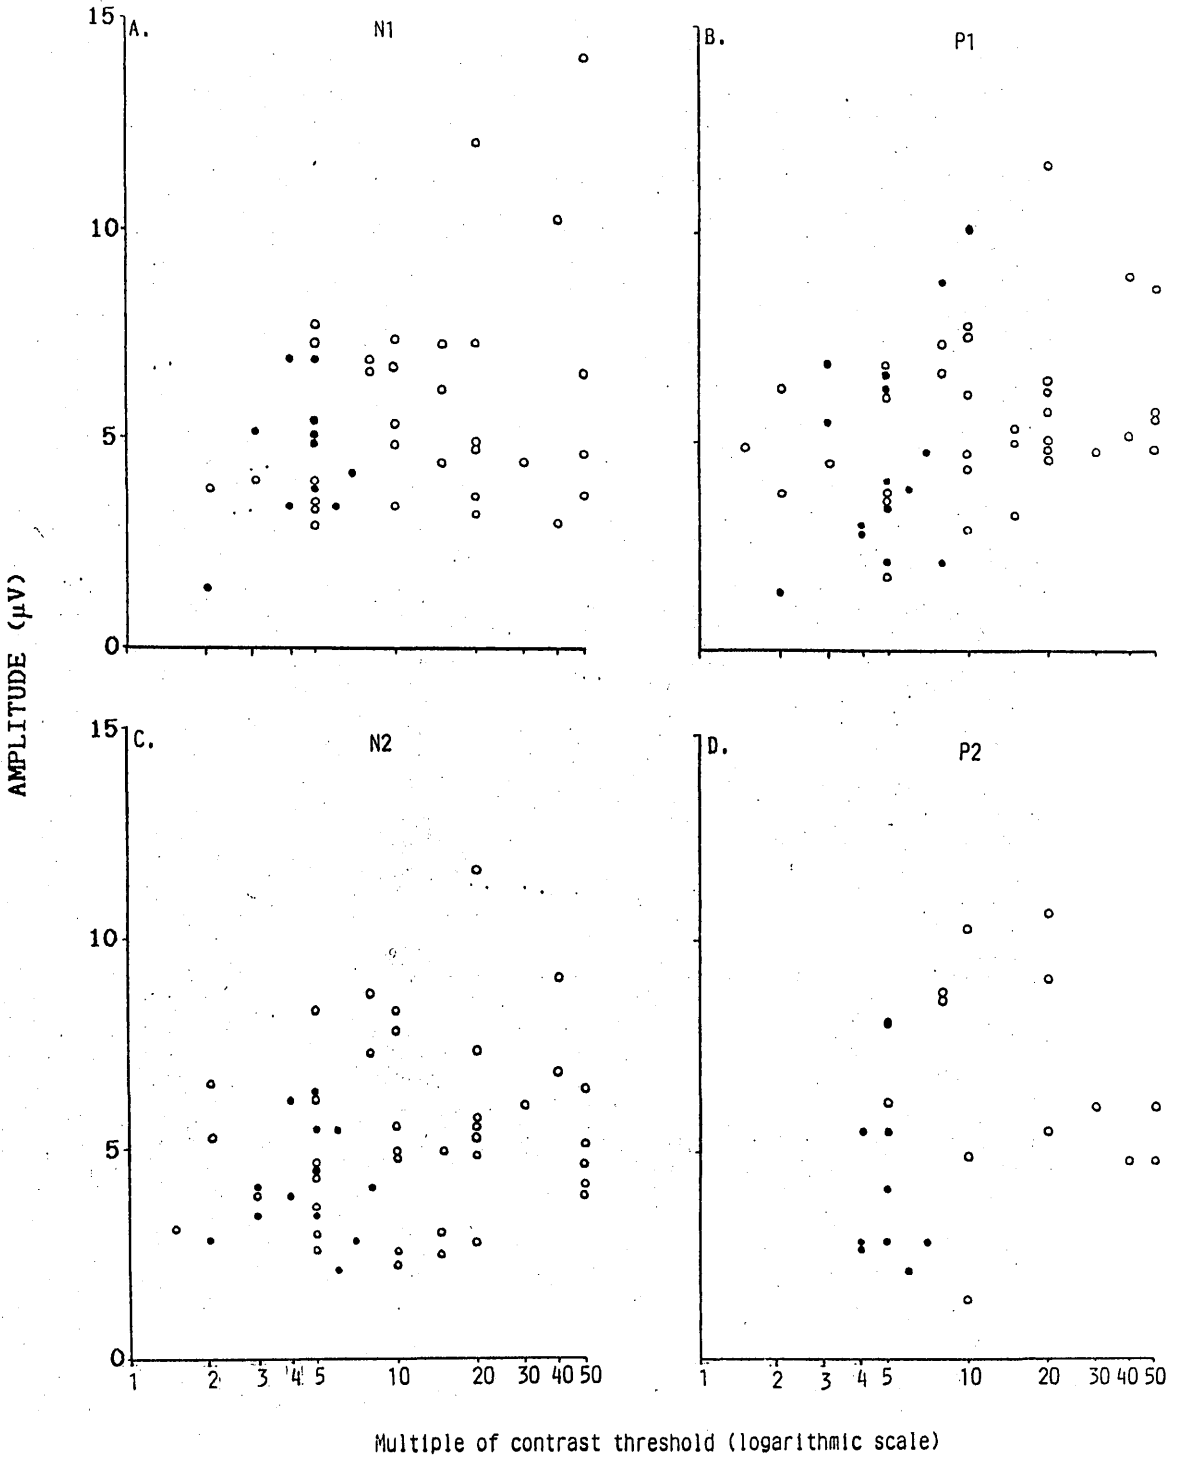 15
A.
N1
B.
P1
10
5
0
AMPLITUDE (µV)
15
C.
N2
D.
P2
10
5
0
1 2 3 4 5 10 20 30 40 50
1 2 3 4 5 10 20 30 40 50
Multiple of contrast threshold (logarithmic scale)